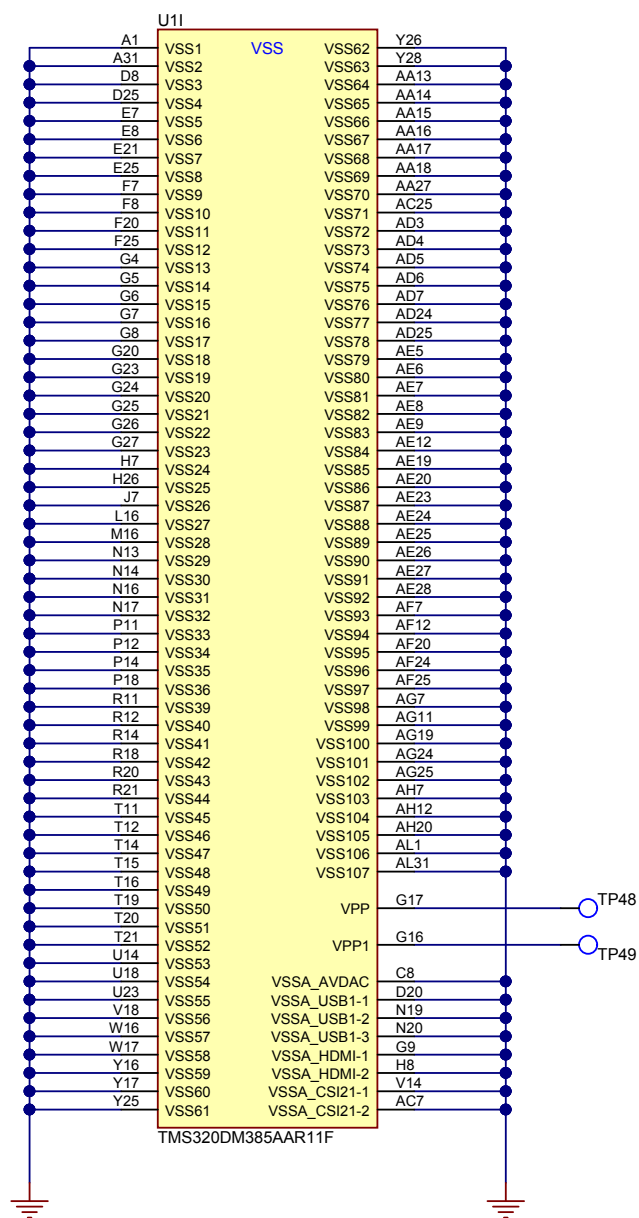 U1I
VSS
A1 VSS1 VSS62 Y26
A31 VSS2 VSS63 Y28
D8 VSS3 VSS64 AA13
D25 VSS4 VSS65 AA14
E7 VSS5 VSS66 AA15
E8 VSS6 VSS67 AA16
E21 VSS7 VSS68 AA17
E25 VSS8 VSS69 AA18
F7 VSS9 VSS70 AA27
F8 VSS10 VSS71 AC25
F20 VSS11 VSS72 AD3
F25 VSS12 VSS73 AD4
G4 VSS13 VSS74 AD5
G5 VSS14 VSS75 AD6
G6 VSS15 VSS76 AD7
G7 VSS16 VSS77 AD24
G8 VSS17 VSS78 AD25
G20 VSS18 VSS79 AE5
G23 VSS19 VSS80 AE6
G24 VSS20 VSS81 AE7
G25 VSS21 VSS82 AE8
G26 VSS22 VSS83 AE9
G27 VSS23 VSS84 AE12
H7 VSS24 VSS85 AE19
H26 VSS25 VSS86 AE20
J7 VSS26 VSS87 AE23
L16 VSS27 VSS88 AE24
M16 VSS28 VSS89 AE25
N13 VSS29 VSS90 AE26
N14 VSS30 VSS91 AE27
N16 VSS31 VSS92 AE28
N17 VSS32 VSS93 AF7
P11 VSS33 VSS94 AF12
P12 VSS34 VSS95 AF20
P14 VSS35 VSS96 AF24
P18 VSS36 VSS97 AF25
R11 VSS39 VSS98 AG7
R12 VSS40 VSS99 AG11
R14 VSS41 VSS100 AG19
R18 VSS42 VSS101 AG24
R20 VSS43 VSS102 AG25
R21 VSS44 VSS103 AH7
T11 VSS45 VSS104 AH12
T12 VSS46 VSS105 AH20
T14 VSS47 VSS106 AL1
T15 VSS48 VSS107 AL31
T16 VSS49
T19 VSS50 VPP G17 TP48
T20 VSS51
T21 VSS52 VPP1 G16 TP49
U14 VSS53
U18 VSS54 VSSA_AVDAC C8
U23 VSS55 VSSA_USB1-1 D20
V18 VSS56 VSSA_USB1-2 N19
W16 VSS57 VSSA_USB1-3 N20
W17 VSS58 VSSA_HDMI-1 G9
Y16 VSS59 VSSA_HDMI-2 H8
Y17 VSS60 VSSA_CSI21-1 V14
Y25 VSS61 VSSA_CSI21-2 AC7
TMS320DM385AAR11F